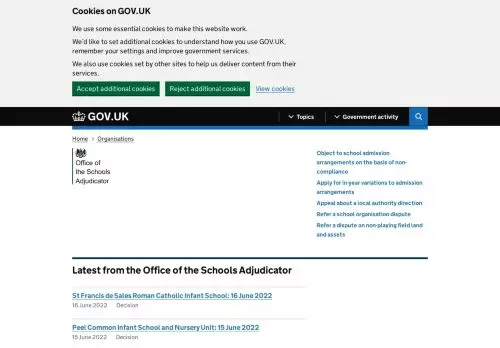 Cookies on GOV.UK
We use some essential cookies to make this website work.
We'd like to set additional cookies to understand how you use GOV.UK,
remember your settings and improve government services.
We also use cookies set by other sites to help us deliver content from their
services.
Accept additional cookies
Reject additional cookies
View cookies
GOV.UK
Topics
Government activity
Home
Organisations
Office of
the Schools
Adjudicator
Object to school admission
arrangements on the basis of non-
compliance
Apply for in-year variations to admission
arrangements
Appeal about a local authority direction
Refer a school organisation dispute
Refer a dispute on non-playing field land
and assets
Latest from the Office of the Schools Adjudicator
St Francis de Sales Roman Catholic Infant School: 16 June 2022
16 June 2022 Decision
Peel Common Infant School and Nursery Unit: 15 June 2022
15 June 2022 Decision